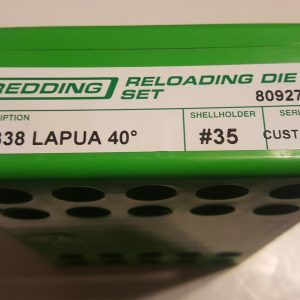 REDDING RELOADING DIE
SET 80927
SHELLHOLDER
338 LAPUA 40° #35 CUST